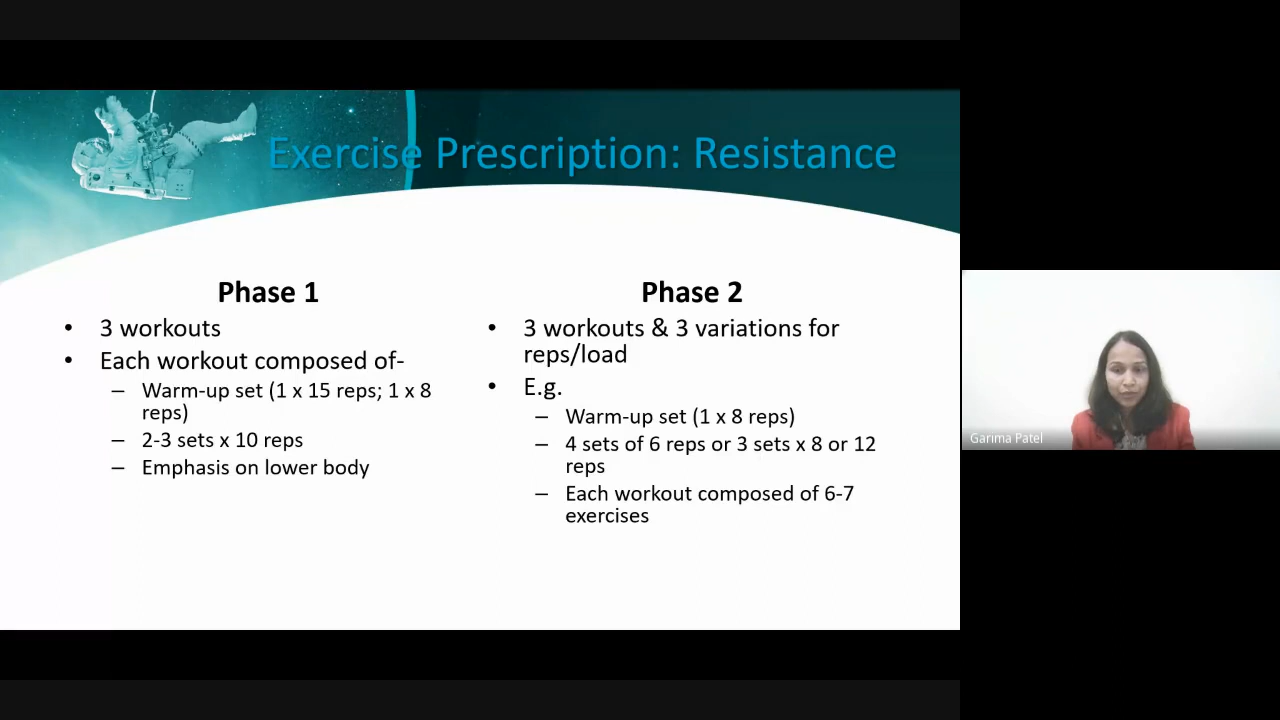 Exercise Prescription: Resistance
Phase 1
• 3 workouts
• Each workout composed of-
– Warm-up set (1 x 15 reps; 1 x 8
reps)
– 2-3 sets x 10 reps
– Emphasis on lower body
Phase 2
• 3 workouts & 3 variations for
reps/load
• E.g.
– Warm-up set (1 x 8 reps)
– 4 sets of 6 reps or 3 sets x 8 or 12
reps
– Each workout composed of 6-7
exercises
Garima Patel